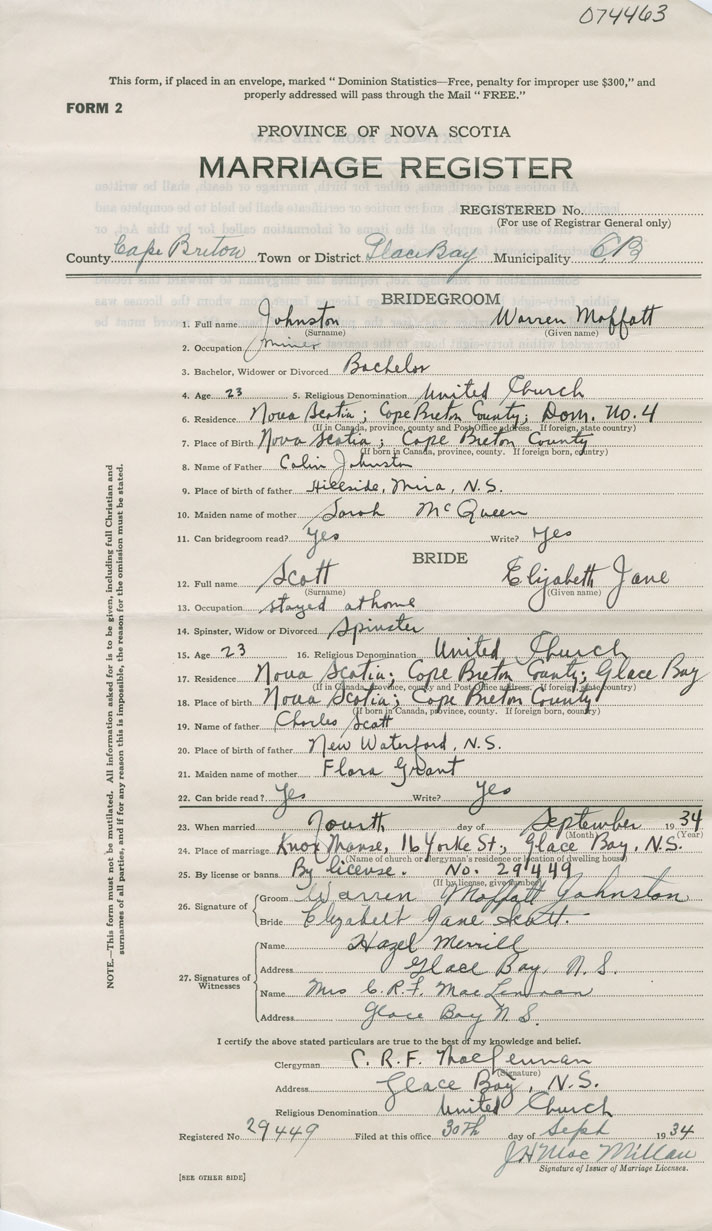 074463
This form, if placed in an envelope, marked " Dominion Statistics—Free, penalty for improper use $300," and
properly addressed will pass through the Mail " FREE."
FORM 2
PROVINCE OF NOVA SCOTIA
MARRIAGE REGISTER
REGISTERED No.
(For use of Registrar General only)
County Cape Breton Town or District Glace Bay Municipality C.B
BRIDEGROOM
1. Full name Johnston Warren Moffatt
(Surname) (Given name)
2. Occupation miner
3. Bachelor, Widower or Divorced Bachelor
4. Age 23 5. Religious Denomination United Church
6. Residence Nova Scotia; Cape Breton County; Dom. No. 4
(If in Canada, province, county and Post Office address. If foreign, state country)
7. Place of Birth Nova Scotia; Cape Breton County
(If born in Canada, province, county. If foreign born, county)
8. Name of Father Colin Johnston
9. Place of birth of father Hillside, Mira, N.S.
10. Maiden name of mother Sarah McQueen
11. Can bridegroom read? Yes Write? Yes
BRIDE
12. Full name Scott Elizabeth Jane
(Surname) (Given name)
13. Occupation stayed at home
14. Spinster, Widow or Divorced Spinster
15. Age 23 16. Religious Denomination United Church
17. Residence Nova Scotia; Cape Breton County; Glace Bay
(If in Canada, province, county and Post Office address. If foreign, state country)
18. Place of birth Nova Scotia; Cape Breton County
(If born in Canada, province, county. If foreign born, county)
19. Name of father Charles Scott
20. Place of birth of father New Waterford, N.S.
21. Maiden name of mother Flora Grant
22. Can bride read? Yes Write? Yes
23. When married Fourth day of September 1934
(Month) (Year)
24. Place of marriage Knox Manse, 16 Yorke St., Glace Bay, N.S.
(Name of church or clergyman's residence or location of dwelling house)
25. By license or banns By license. No. 29449
(If by license, give number)
26. Signature of
Groom Warren Moffatt Johnston
Bride Elizabeth Jane Scott.
27. Signatures of Witnesses
Name Hazel Merrill
Address Glace Bay, N.S.
Name Mrs C.R.F. MacLennan
Address Glace Bay N.S.
I certify the above stated particulars are true to the best of my knowledge and belief.
Clergyman C.R.F. MacLennan
(Signature)
Address Glace Bay, N.S.
Religious Denomination United Church
Registered No. 29449 Filed at this office 30th day of Sept 1934
J H MacMillan
Signature of Issuer of Marriage Licenses.
[SEE OTHER SIDE]
NOTE.—This form must not be mutilated. All information asked for is to be given, including full Christian and
surnames of all parties, and if for any reason this is impossible, the reason for the omission must be stated.